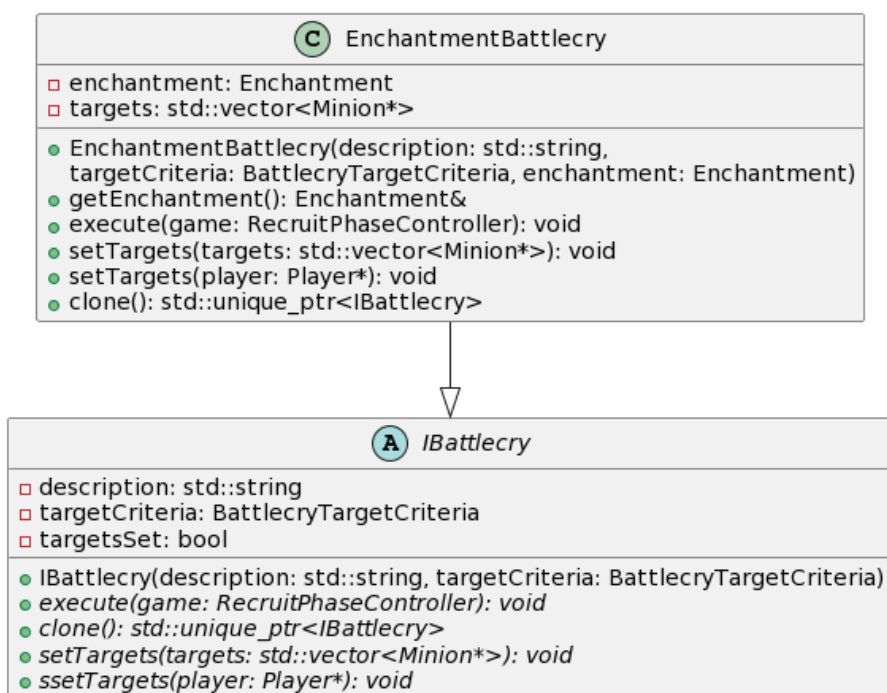 C EnchantmentBattlecry
enchantment: Enchantment
targets: std::vector<Minion*>
EnchantmentBattlecry(description: std::string,
targetCriteria: BattlecryTargetCriteria, enchantment: Enchantment)
getEnchantment(): Enchantment&
execute(game: RecruitPhaseController): void
setTargets(targets: std::vector<Minion*>): void
setTargets(player: Player*): void
clone(): std::unique_ptr<IBattlecry>
A IBattlecry
description: std::string
targetCriteria: BattlecryTargetCriteria
targetsSet: bool
IBattlecry(description: std::string, targetCriteria: BattlecryTargetCriteria)
execute(game: RecruitPhaseController): void
clone(): std::unique_ptr<IBattlecry>
setTargets(targets: std::vector<Minion*>): void
ssetTargets(player: Player*): void